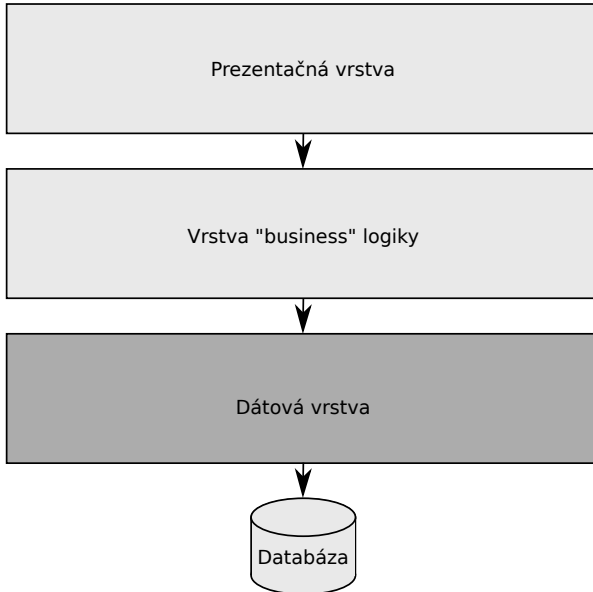 Prezentačná vrstva
Vrstva "business" logiky
Dátová vrstva
Databáza